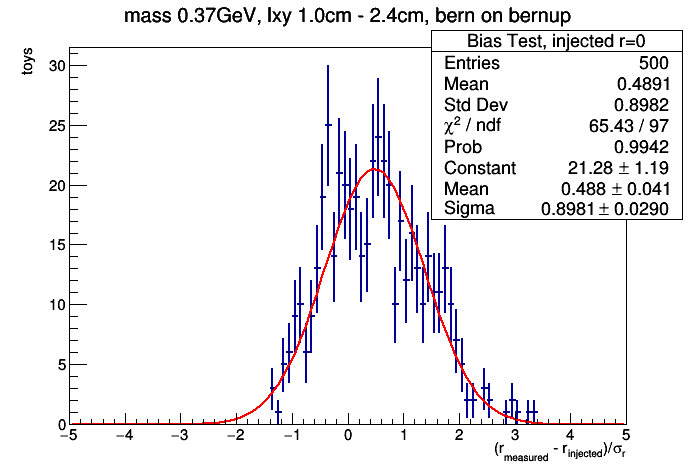 mass 0.37GeV, lxy 1.0cm - 2.4cm, bern on bernup
Bias Test, injected r=0
Entries 500
Mean 0.4891
Std Dev 0.8982
χ² / ndf 65.43 / 97
Prob 0.9942
Constant 21.28 ± 1.19
Mean 0.488 ± 0.041
Sigma 0.8981 ± 0.0290
toys
30
25
20
15
10
5
0
−5 −4 −3 −2 −1 0 1 2 3 4 5
(r_measured - r_injected)/σ_r